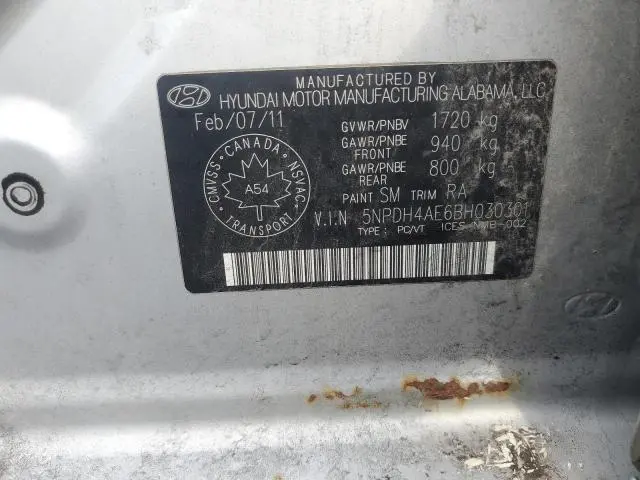 MANUFACTURED BY
HYUNDAI MOTOR MANUFACTURING ALABAMA, LLC
Feb/07/11
GVWR/PNBV 1720 kg
GAWR/PNBE FRONT 940 kg
GAWR/PNBE REAR 800 kg
PAINT SM TRIM RA
V.I.N 5NPDH4AE6BH030301
TYPE: PC/VT ICES-NMB-002
CMVSS • CANADA • NSVAC
A54
TRANSPORT